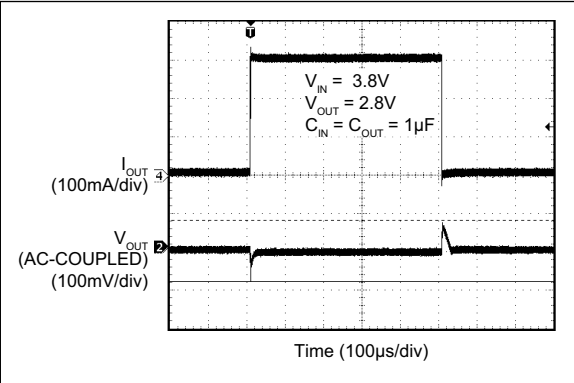 T
V_IN = 3.8V
V_OUT = 2.8V
C_IN = C_OUT = 1µF
I_OUT
(100mA/div)
4
V_OUT
(AC-COUPLED)
(100mV/div)
2
Time (100µs/div)